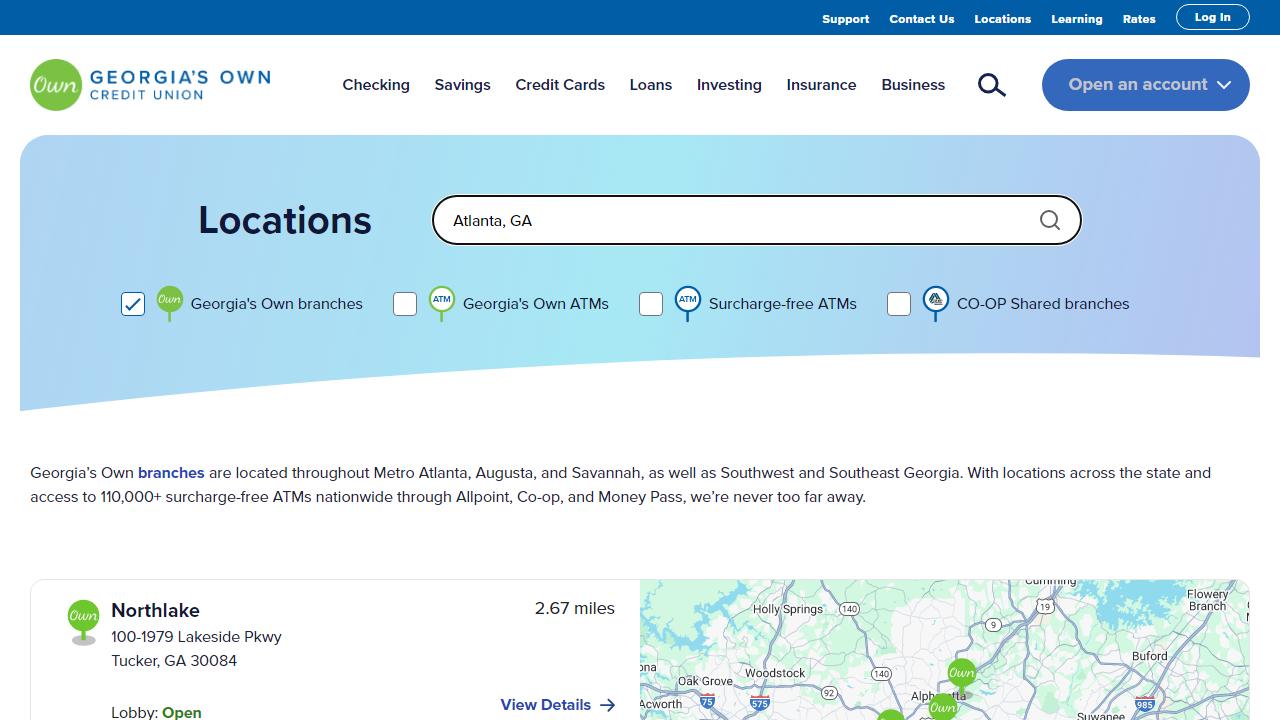 Support Contact Us Locations Learning Rates Log In
Own GEORGIA'S OWN
CREDIT UNION
Checking Savings Credit Cards Loans Investing Insurance Business Open an account
Locations
Atlanta, GA
Own Georgia's Own branches ATM Georgia's Own ATMs ATM Surcharge-free ATMs CO-OP Shared branches
Georgia’s Own branches are located throughout Metro Atlanta, Augusta, and Savannah, as well as Southwest and Southeast Georgia. With locations across the state and
access to 110,000+ surcharge-free ATMs nationwide through Allpoint, Co-op, and Money Pass, we’re never too far away.
Own Northlake 2.67 miles
100-1979 Lakeside Pkwy
Tucker, GA 30084
View Details
Lobby: Open
Cumming
Flowery
Branch
Holly Springs 140 19
9
Buford
Woodstock
Oak Grove 140 Own
92 Alpharetta
Acworth 75 575 Own 985
Suwanee